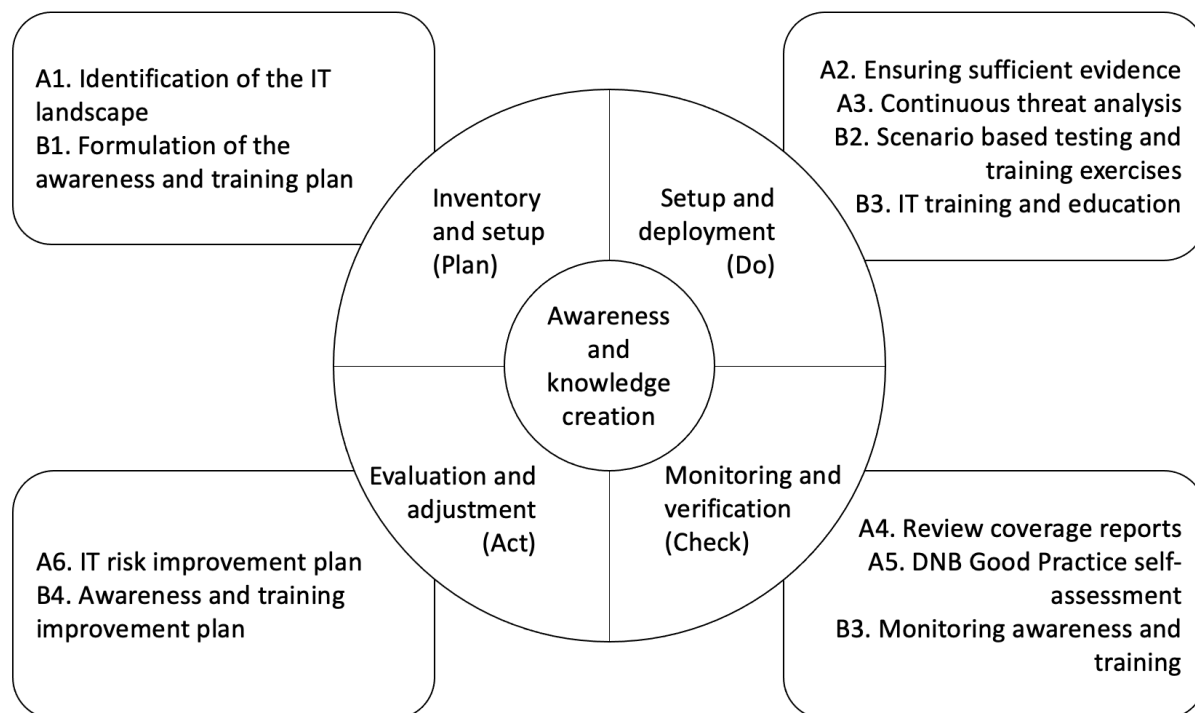 A1. Identification of the IT
landscape
B1. Formulation of the
awareness and training plan
A2. Ensuring sufficient evidence
A3. Continuous threat analysis
B2. Scenario based testing and
training exercises
B3. IT training and education
Inventory
and setup
(Plan)
Setup and
deployment
(Do)
Awareness
and
knowledge
creation
Evaluation and
adjustment
(Act)
Monitoring and
verification
(Check)
A6. IT risk improvement plan
B4. Awareness and training
improvement plan
A4. Review coverage reports
A5. DNB Good Practice self-
assessment
B3. Monitoring awareness and
training